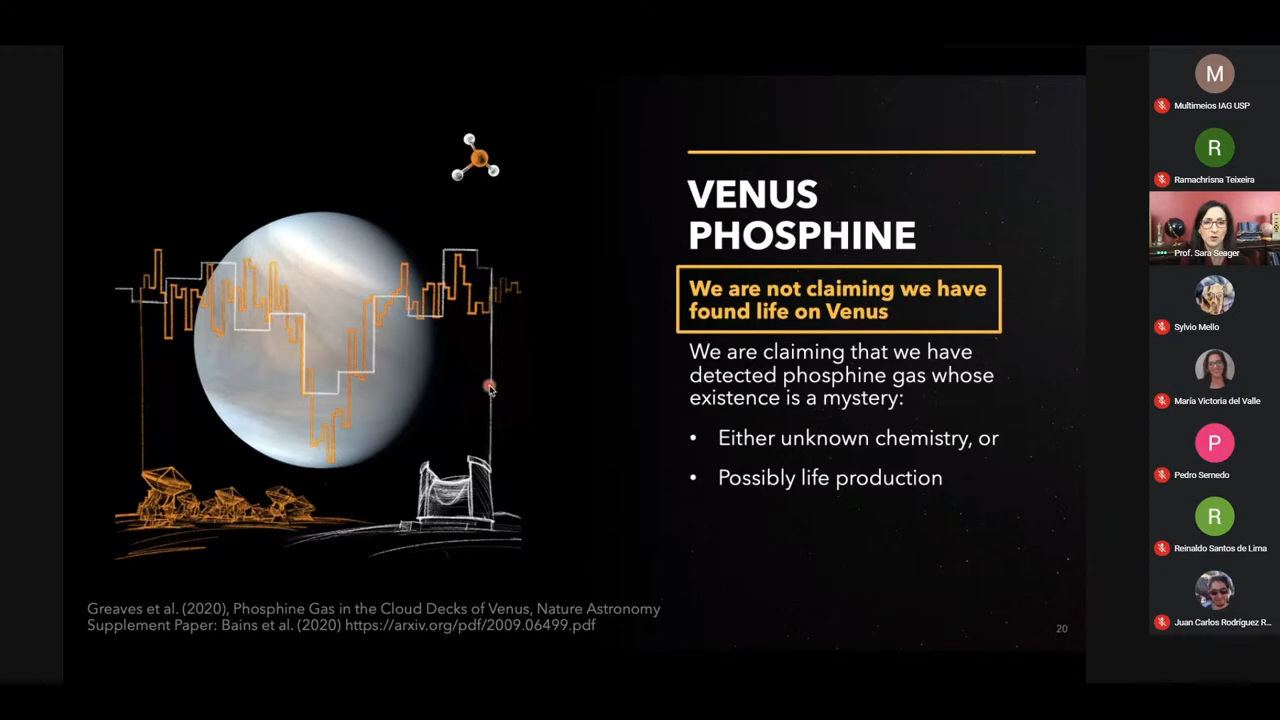 VENUS
PHOSPHINE
We are not claiming we have
found life on Venus
We are claiming that we have
detected phosphine gas whose
existence is a mystery:
• Either unknown chemistry, or
• Possibly life production
Greaves et al. (2020), Phosphine Gas in the Cloud Decks of Venus, Nature Astronomy
Supplement Paper: Bains et al. (2020) https://arxiv.org/pdf/2009.06499.pdf
20
M
Multimeios IAG USP
R
Ramachrisna Teixeira
Prof. Sara Seager
Sylvio Mello
María Victoria del Valle
P
Pedro Semedo
R
Reinaldo Santos de Lima
Juan Carlos Rodríguez R...